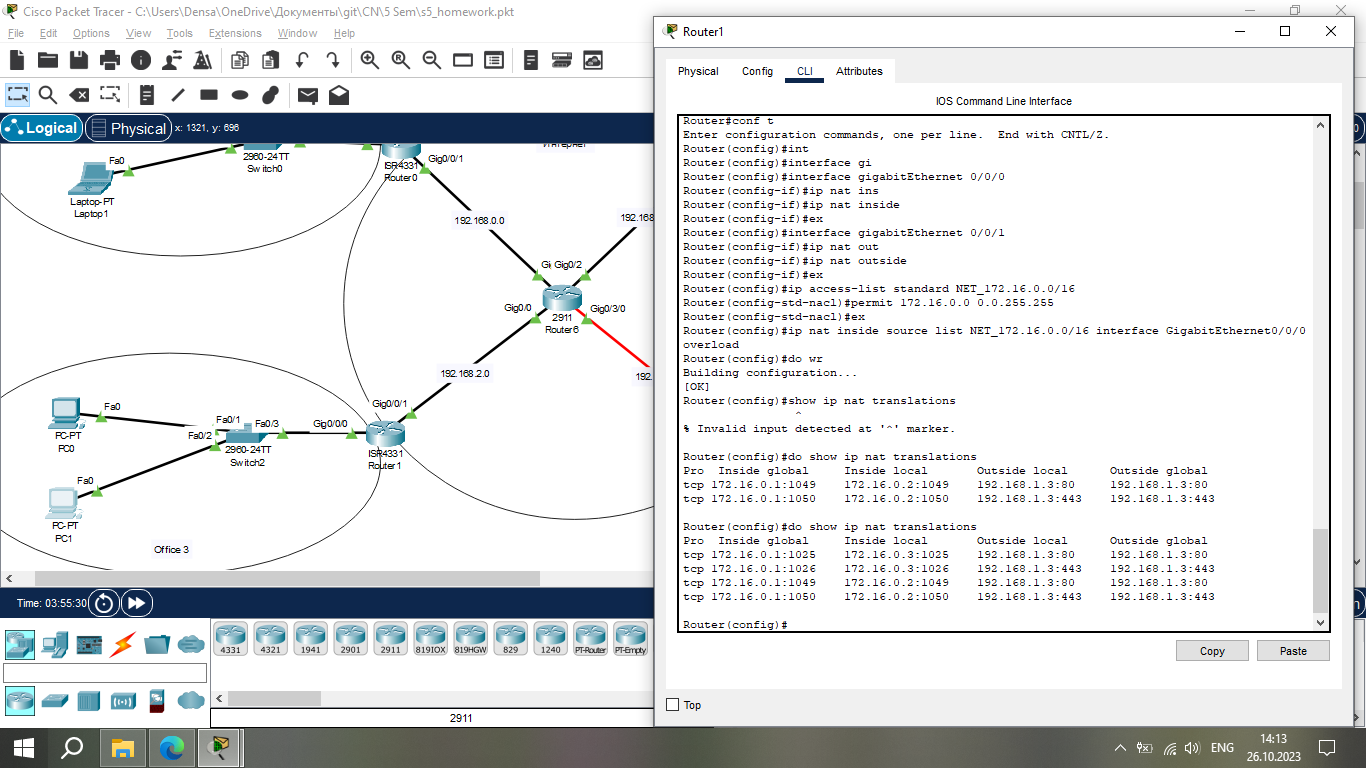 Cisco Packet Tracer - C:\Users\Densa\OneDrive\Документы\git\CN\5 Sem\s5_homework.pkt
File Edit Options View Tools Extensions Window Help
Logical Physical x: 1321, y: 696
Fa0
Laptop-PT
Laptop1
2960-24TT
Switch0
ISR4331
Router0
Gig0/0/1
192.168.0.0
192.168
Gi Gig0/2
Gig0/0
Gig0/3/0
2911
Router6
192.168.2.0
192.
Gig0/0/1
Fa0
PC-PT
PC0
Fa0/1
Fa0/2
Fa0/3
2960-24TT
Switch2
Gig0/0/0
ISR4331
Router1
Fa0
PC-PT
PC1
Office 3
Time: 03:55:30
4331 4321 1941 2901 2911 819IOX 819HGW 829 1240 PT-Router PT-Empty
2911
Router1
Physical Config CLI Attributes
IOS Command Line Interface
Router#conf t
Enter configuration commands, one per line. End with CNTL/Z.
Router(config)#int
Router(config)#interface gi
Router(config)#interface gigabitEthernet 0/0/0
Router(config-if)#ip nat ins
Router(config-if)#ip nat inside
Router(config-if)#ex
Router(config)#interface gigabitEthernet 0/0/1
Router(config-if)#ip nat out
Router(config-if)#ip nat outside
Router(config-if)#ex
Router(config)#ip access-list standard NET_172.16.0.0/16
Router(config-std-nacl)#permit 172.16.0.0 0.0.255.255
Router(config-std-nacl)#ex
Router(config)#ip nat inside source list NET_172.16.0.0/16 interface GigabitEthernet0/0/0
overload
Router(config)#do wr
Building configuration...
[OK]
Router(config)#show ip nat translations
^
% Invalid input detected at '^' marker.
Router(config)#do show ip nat translations
Pro Inside global Inside local Outside local Outside global
tcp 172.16.0.1:1049 172.16.0.2:1049 192.168.1.3:80 192.168.1.3:80
tcp 172.16.0.1:1050 172.16.0.2:1050 192.168.1.3:443 192.168.1.3:443
Router(config)#do show ip nat translations
Pro Inside global Inside local Outside local Outside global
tcp 172.16.0.1:1025 172.16.0.3:1025 192.168.1.3:80 192.168.1.3:80
tcp 172.16.0.1:1026 172.16.0.3:1026 192.168.1.3:443 192.168.1.3:443
tcp 172.16.0.1:1049 172.16.0.2:1049 192.168.1.3:80 192.168.1.3:80
tcp 172.16.0.1:1050 172.16.0.2:1050 192.168.1.3:443 192.168.1.3:443
Router(config)#
Copy Paste
Top
ENG
14:13
26.10.2023